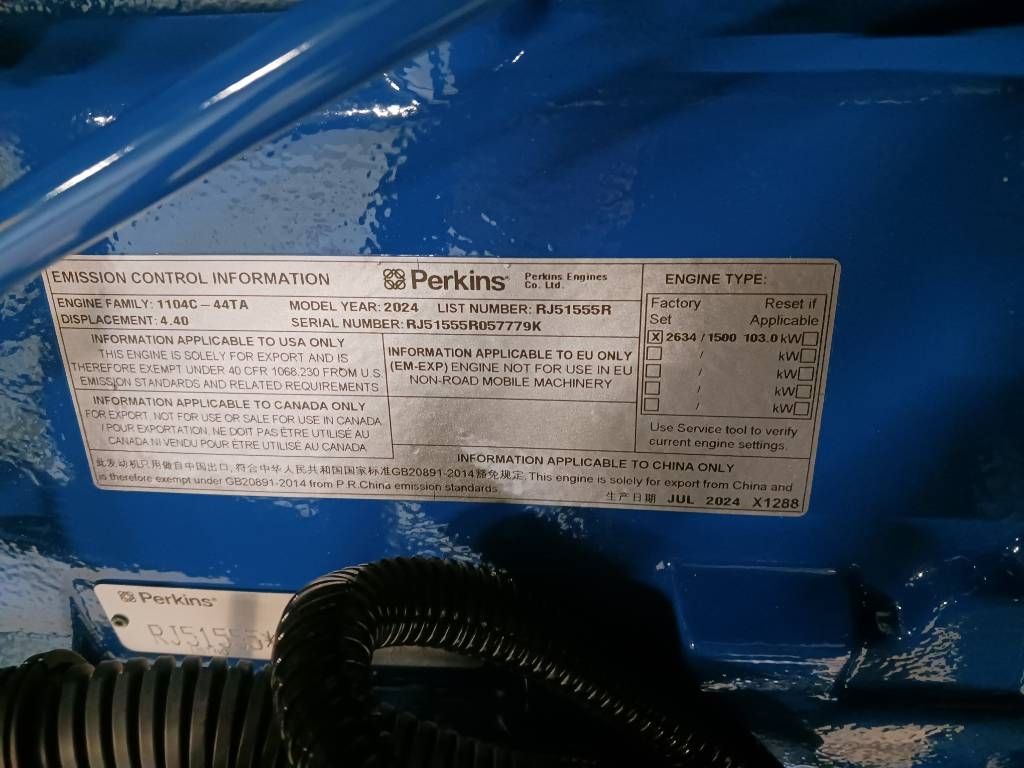 EMISSION CONTROL INFORMATION
Perkins
Perkins Engines
Co. Ltd.
ENGINE FAMILY: 1104C - 44TA MODEL YEAR: 2024 LIST NUMBER: RJ51555R
DISPLACEMENT: 4.40 SERIAL NUMBER: RJ51555R057779K
INFORMATION APPLICABLE TO USA ONLY
THIS ENGINE IS SOLELY FOR EXPORT AND IS
THEREFORE EXEMPT UNDER 40 CFR 1068.230 FROM U.S.
EMISSION STANDARDS AND RELATED REQUIREMENTS.
INFORMATION APPLICABLE TO EU ONLY
(EM-EXP) ENGINE NOT FOR USE IN EU
NON-ROAD MOBILE MACHINERY
INFORMATION APPLICABLE TO CANADA ONLY
FOR EXPORT, NOT FOR USE OR SALE FOR USE IN CANADA
/ POUR EXPORTATION, NE DOIT PAS ÊTRE UTILISÉ AU
CANADA NI VENDU POUR ÊTRE UTILISÉ AU CANADA
ENGINE TYPE:
Factory Reset if
Set Applicable
X 2634 / 1500 103.0 kW
/ kW
/ kW
/ kW
/ kW
Use Service tool to verify
current engine settings.
INFORMATION APPLICABLE TO CHINA ONLY
此发动机只用做自中国出口,符合中华人民共和国国家标准GB20891-2014豁免规定. This engine is solely for export from China and
is therefore exempt under GB20891-2014 from P.R.China emission standards.
生产日期 JUL 2024 X1288
Perkins
RJ51555